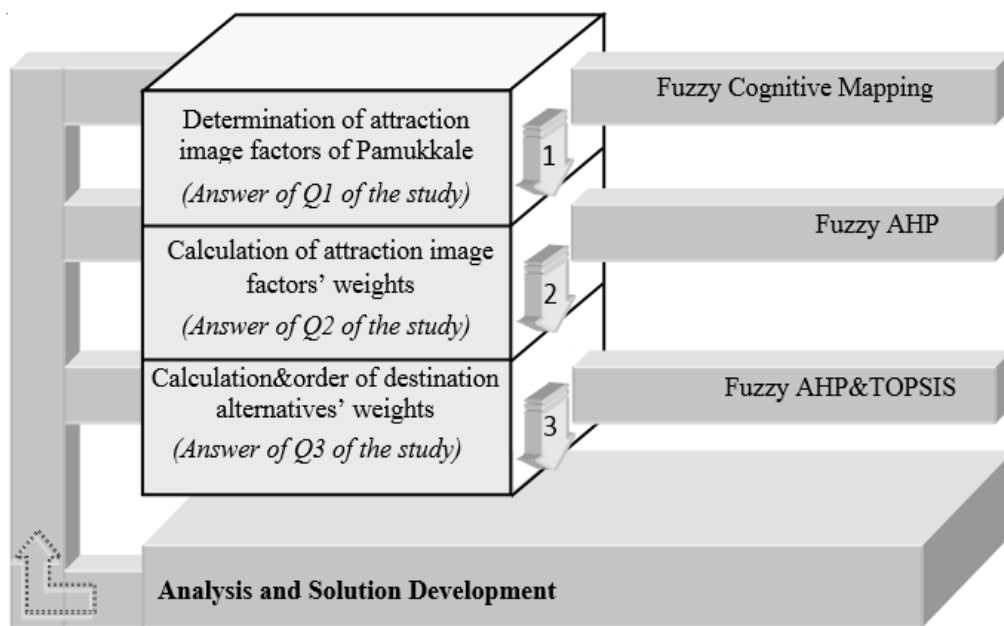 Determination of attraction
image factors of Pamukkale
(Answer of Q1 of the study)
1
Fuzzy Cognitive Mapping
Calculation of attraction image
factors’ weights
(Answer of Q2 of the study)
2
Fuzzy AHP
Calculation&order of destination
alternatives’ weights
(Answer of Q3 of the study)
3
Fuzzy AHP&TOPSIS
Analysis and Solution Development